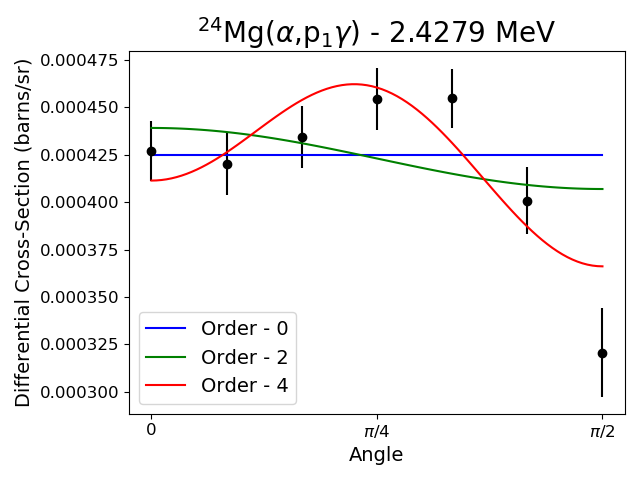 ²⁴Mg(α,p₁γ) - 2.4279 MeV
Differential Cross-Section (barns/sr)
0.000475
0.000450
0.000425
0.000400
0.000375
0.000350
0.000325
0.000300
Order - 0
Order - 2
Order - 4
0 π/4 π/2
Angle